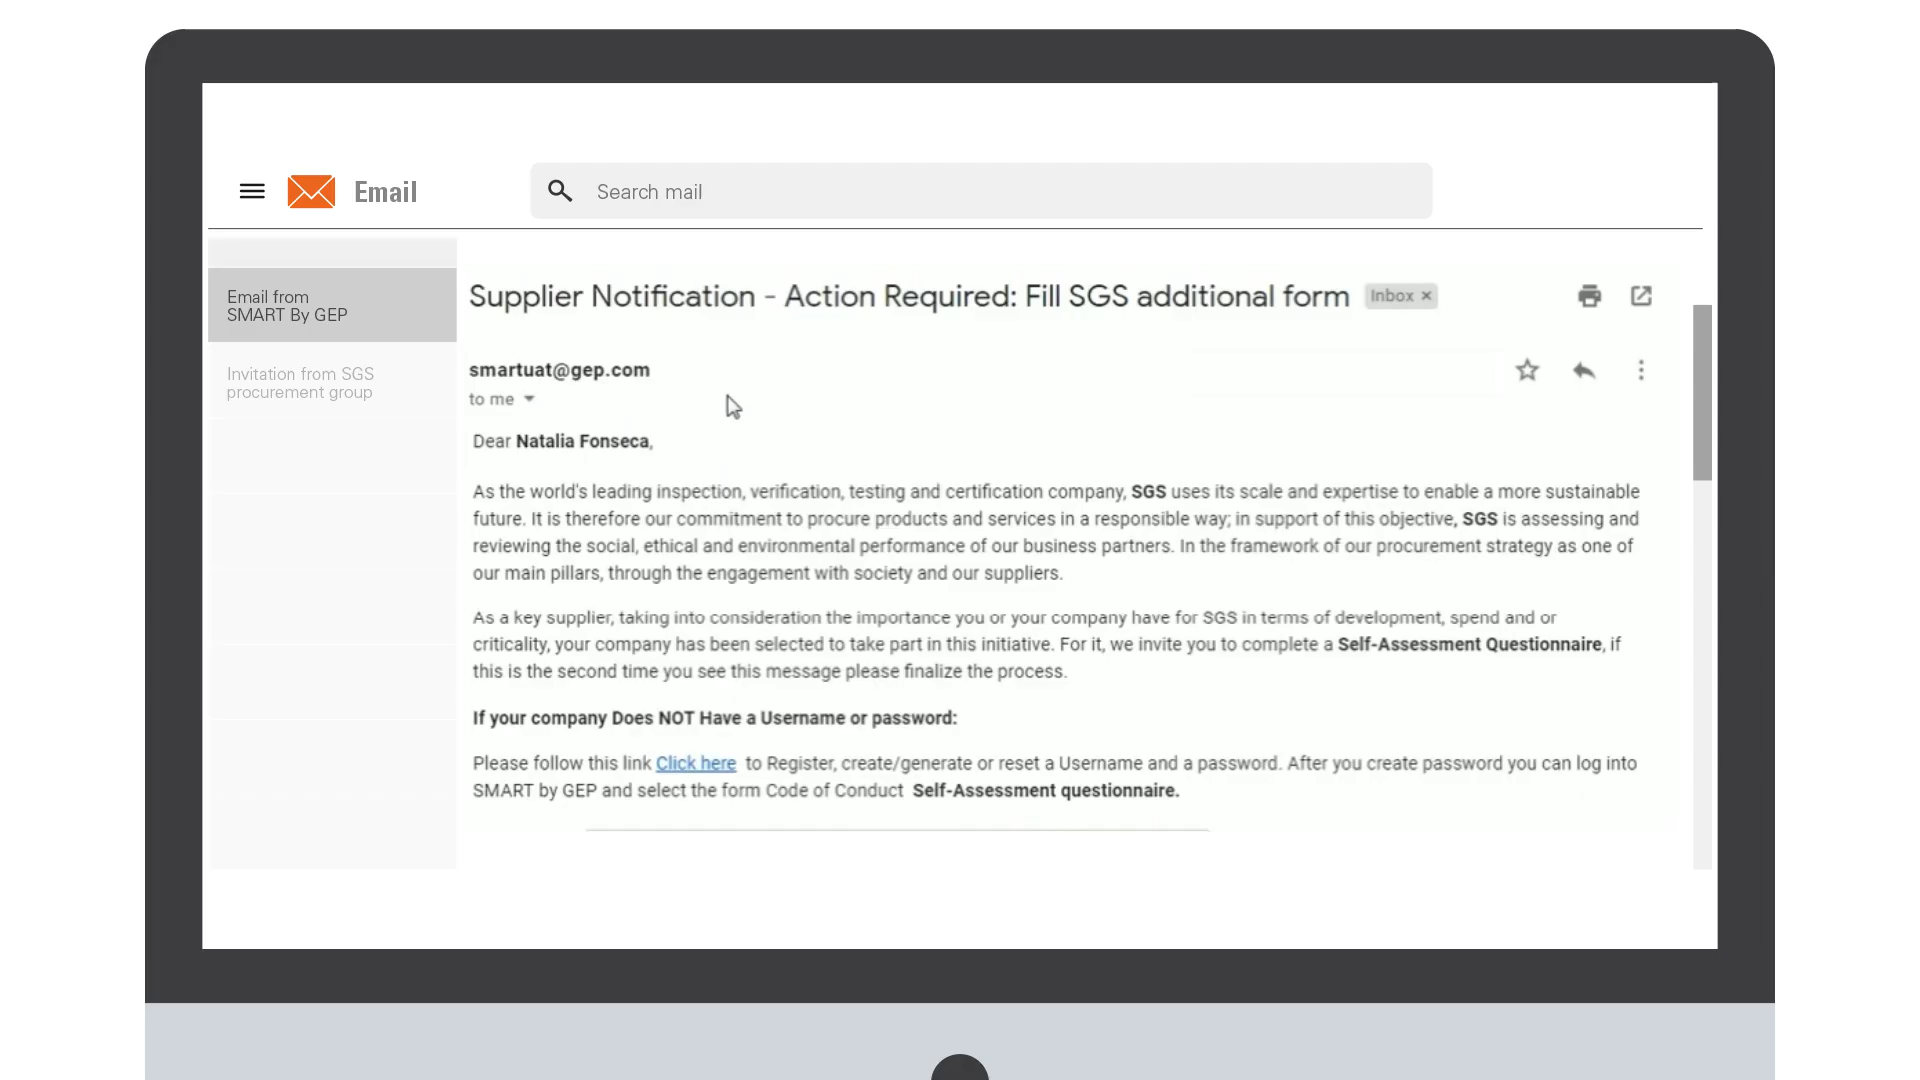 Email
Search mail
Email from
SMART By GEP
Invitation from SGS
procurement group
Supplier Notification - Action Required: Fill SGS additional form
Inbox ×
smartuat@gep.com
to me
Dear Natalia Fonseca,
As the world's leading inspection, verification, testing and certification company, SGS uses its scale and expertise to enable a more sustainable
future. It is therefore our commitment to procure products and services in a responsible way; in support of this objective, SGS is assessing and
reviewing the social, ethical and environmental performance of our business partners. In the framework of our procurement strategy as one of
our main pillars, through the engagement with society and our suppliers.
As a key supplier, taking into consideration the importance you or your company have for SGS in terms of development, spend and or
criticality, your company has been selected to take part in this initiative. For it, we invite you to complete a Self-Assessment Questionnaire, if
this is the second time you see this message please finalize the process.
If your company Does NOT Have a Username or password:
Please follow this link Click here to Register, create/generate or reset a Username and a password. After you create password you can log into
SMART by GEP and select the form Code of Conduct Self-Assessment questionnaire.